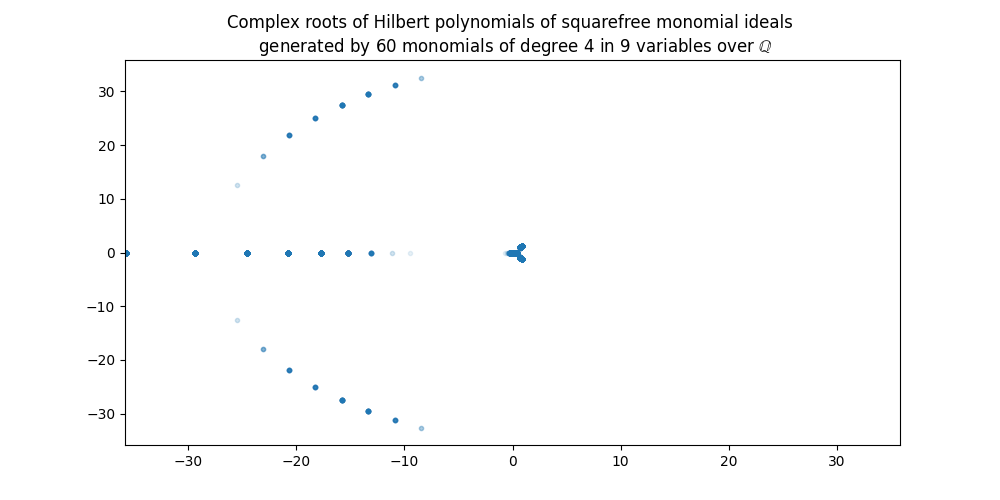 Complex roots of Hilbert polynomials of squarefree monomial ideals
generated by 60 monomials of degree 4 in 9 variables over ℚ
30
20
10
0
−10
−20
−30
−30 −20 −10 0 10 20 30